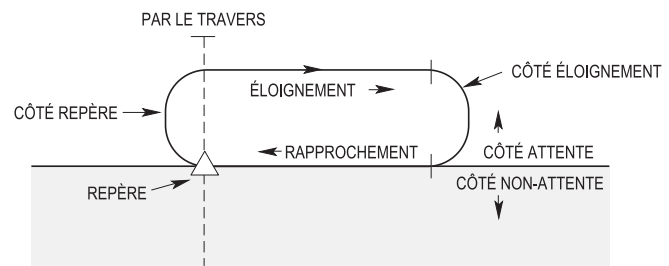 PAR LE TRAVERS
CÔTÉ ÉLOIGNEMENT
ÉLOIGNEMENT
CÔTÉ REPÈRE
RAPPROCHEMENT
CÔTÉ ATTENTE
CÔTÉ NON-ATTENTE
REPÈRE